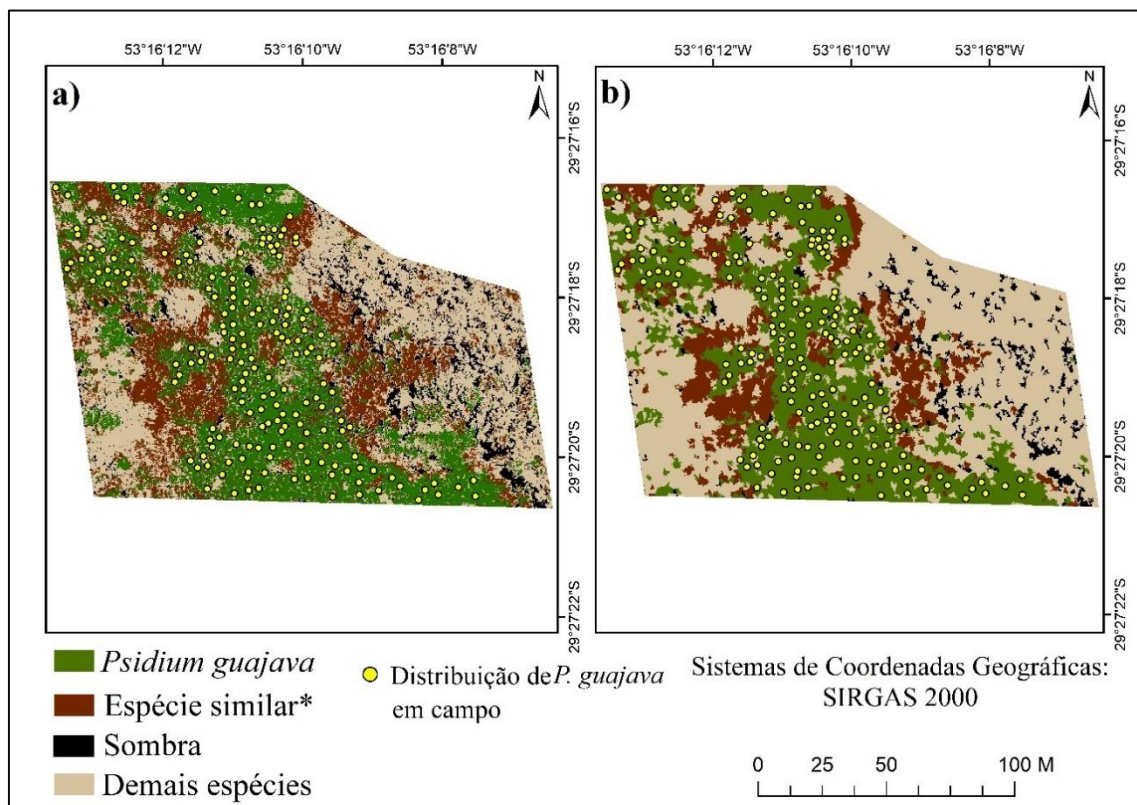 53°16'12"W 53°16'10"W 53°16'8"W
53°16'12"W 53°16'10"W 53°16'8"W
a)
N
b)
N
29°27'16"S
29°27'18"S
29°27'20"S
29°27'22"S
29°27'16"S
29°27'18"S
29°27'20"S
29°27'22"S
Psidium guajava
Espécie similar*
Sombra
Demais espécies
Distribuição de P. guajava
em campo
Sistemas de Coordenadas Geográficas:
SIRGAS 2000
0 25 50 100 M